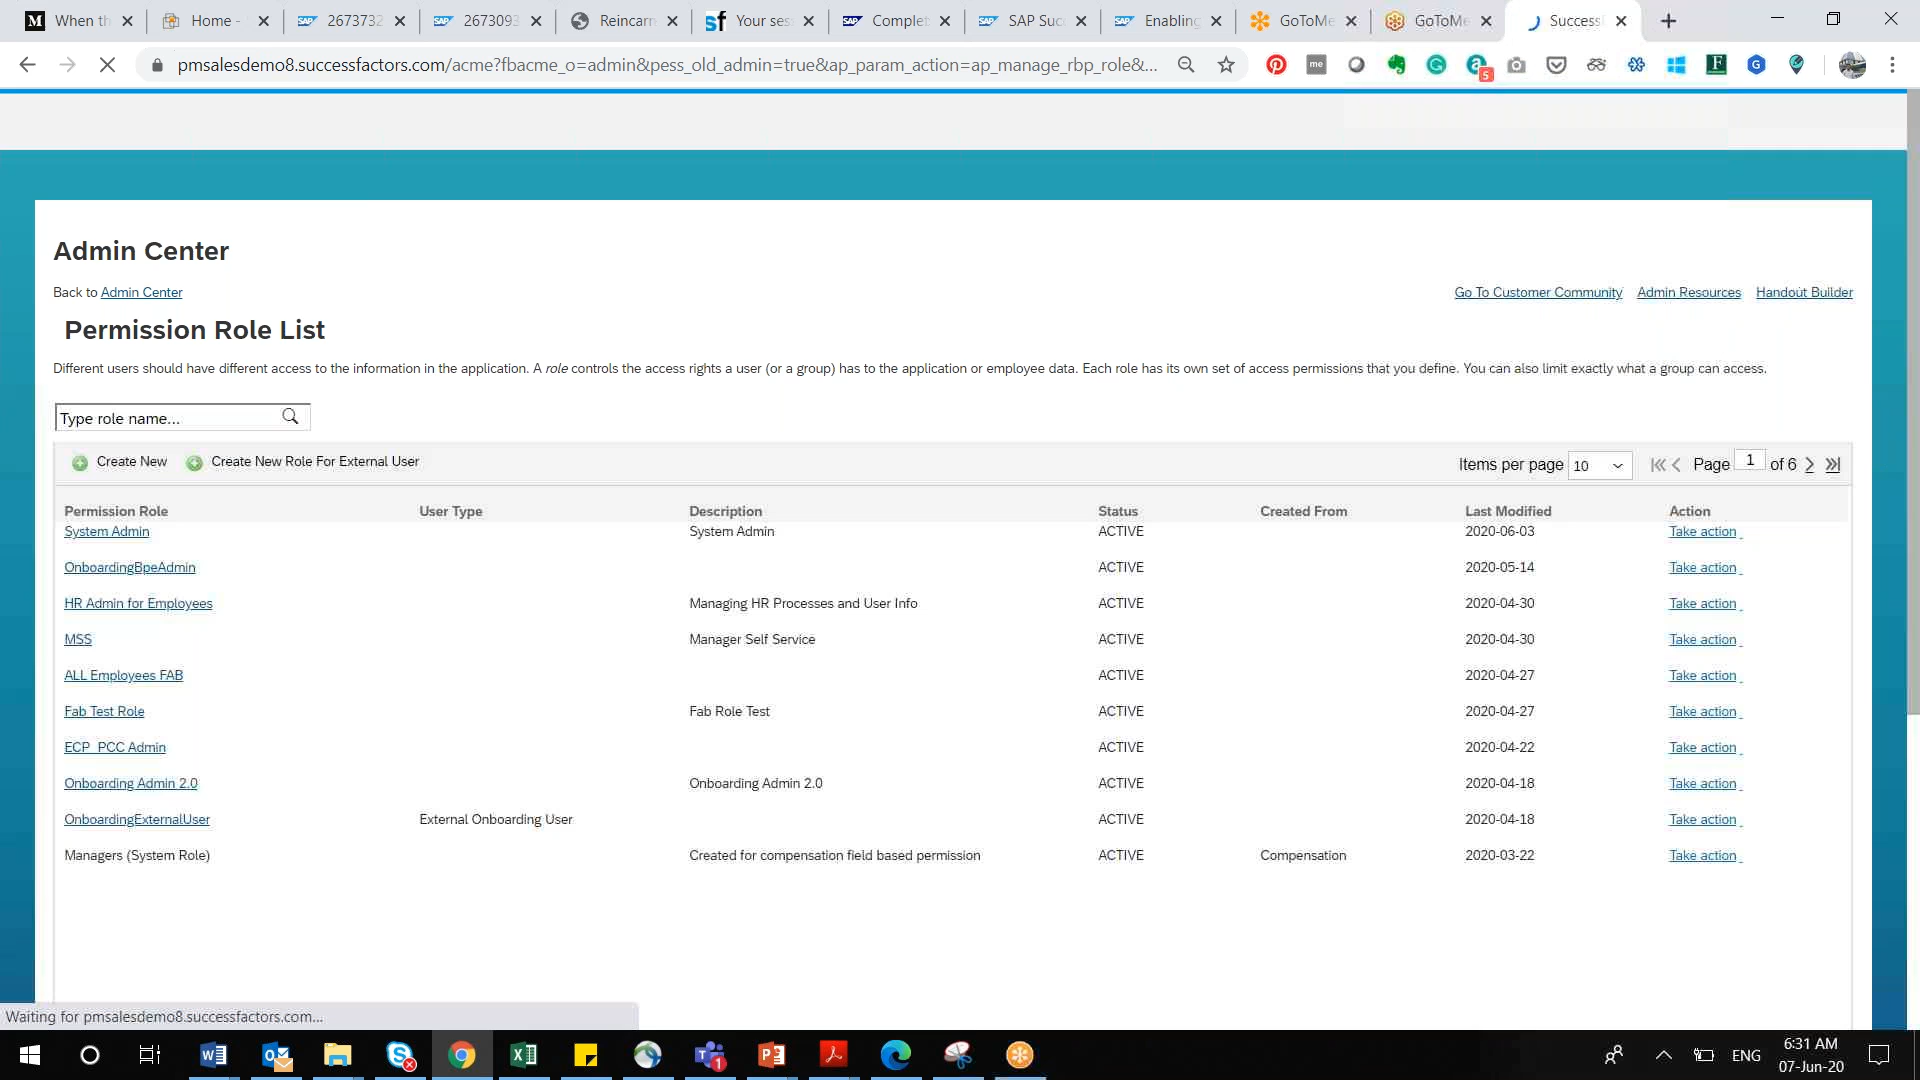 When th
Home -
2673732
2673093
Reincarn
Your ses
Complet
SAP Suc
Enabling
GoToMe
GoToMe
Success
pmsalesdemo8.successfactors.com/acme?fbacme_o=admin&pess_old_admin=true&ap_param_action=ap_manage_rbp_role&...
Admin Center
Back to Admin Center
Go To Customer Community Admin Resources Handout Builder
Permission Role List
Different users should have different access to the information in the application. A role controls the access rights a user (or a group) has to the application or employee data. Each role has its own set of access permissions that you define. You can also limit exactly what a group can access.
Type role name...
Create New Create New Role For External User Items per page 10 Page 1 of 6
Permission Role User Type Description Status Created From Last Modified Action
System Admin System Admin ACTIVE 2020-06-03 Take action
OnboardingBpeAdmin ACTIVE 2020-05-14 Take action
HR Admin for Employees Managing HR Processes and User Info ACTIVE 2020-04-30 Take action
MSS Manager Self Service ACTIVE 2020-04-30 Take action
ALL Employees FAB ACTIVE 2020-04-27 Take action
Fab Test Role Fab Role Test ACTIVE 2020-04-27 Take action
ECP_PCC Admin ACTIVE 2020-04-22 Take action
Onboarding Admin 2.0 Onboarding Admin 2.0 ACTIVE 2020-04-18 Take action
OnboardingExternalUser External Onboarding User ACTIVE 2020-04-18 Take action
Managers (System Role) Created for compensation field based permission ACTIVE Compensation 2020-03-22 Take action
Waiting for pmsalesdemo8.successfactors.com...
ENG
6:31 AM
07-Jun-20